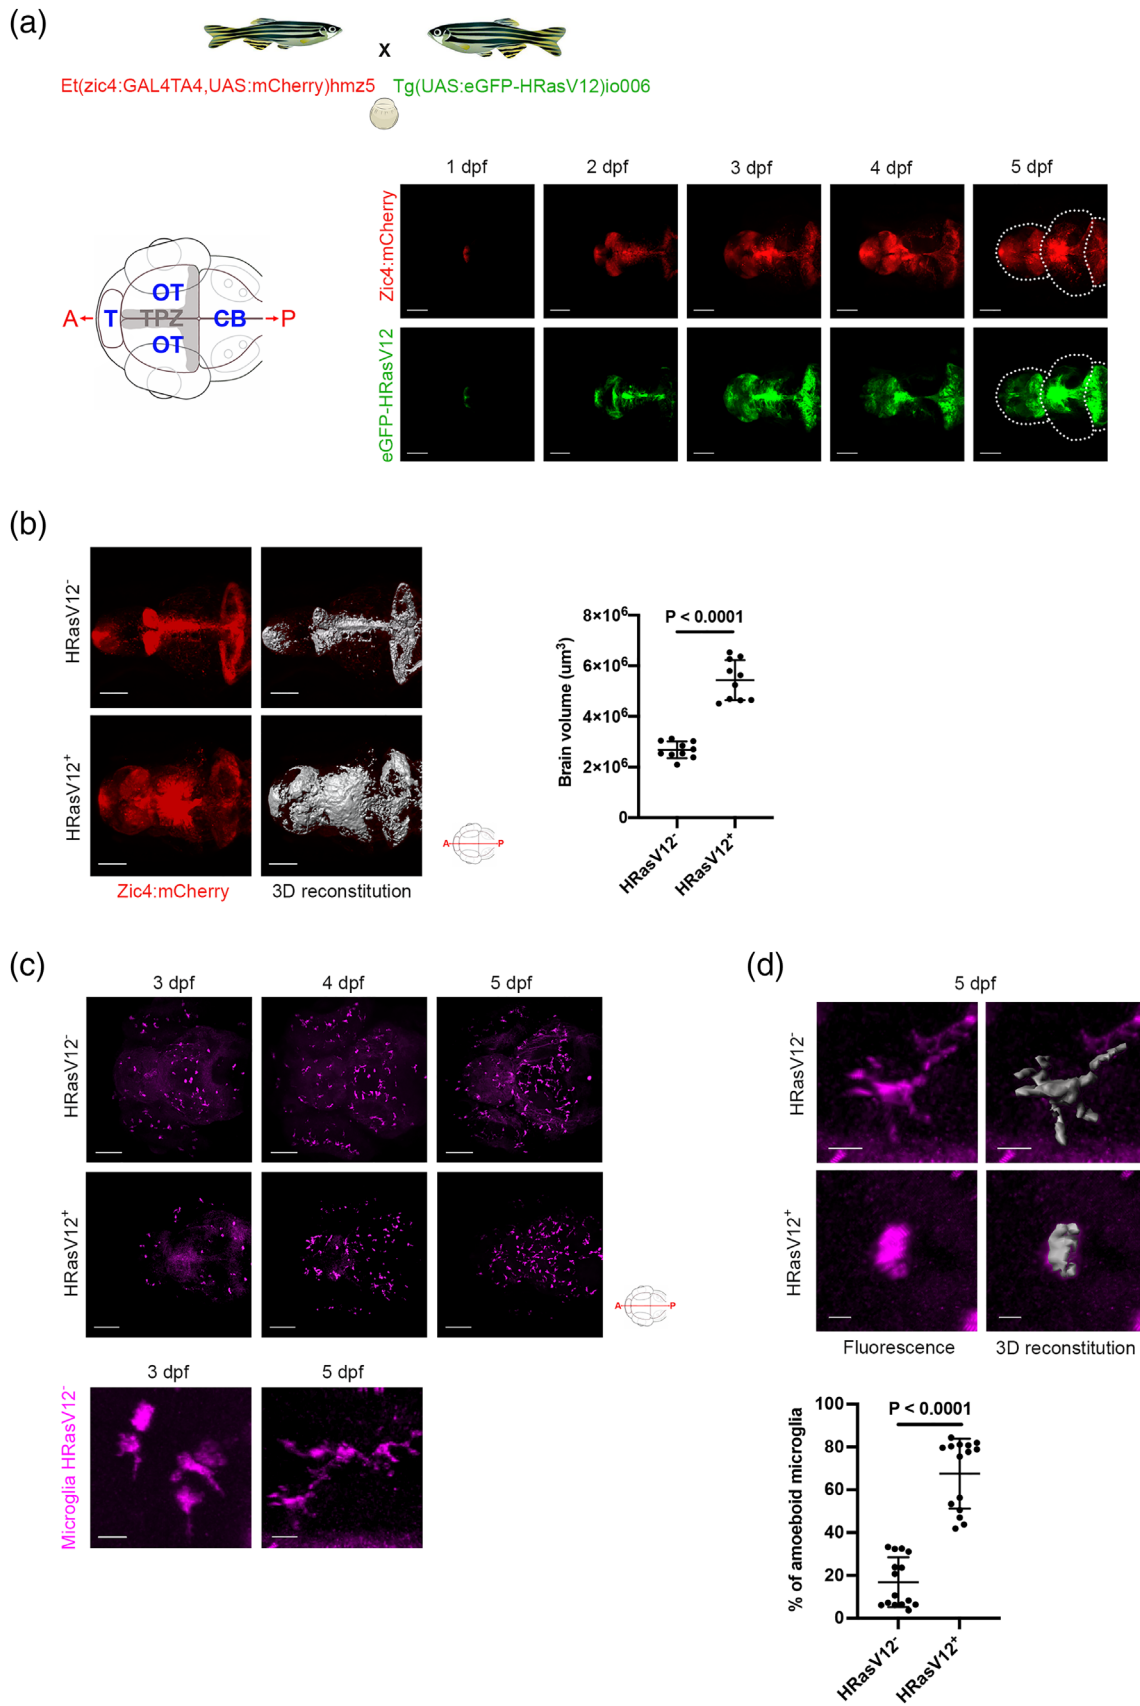 (a)
X
Et(zic4:GAL4TA4,UAS:mCherry)hmz5 Tg(UAS:eGFP-HRasV12)io006
1 dpf 2 dpf 3 dpf 4 dpf 5 dpf
Zic4:mCherry
eGFP-HRasV12
OT
A T TPZ CB P
OT
(b)
HRasV12⁻
HRasV12⁺
Zic4:mCherry 3D reconstitution
A P
Brain volume (um³)
P < 0.0001
8×10⁶
6×10⁶
4×10⁶
2×10⁶
0
HRasV12⁻ HRasV12⁺
(c)
3 dpf 4 dpf 5 dpf
HRasV12⁻
HRasV12⁺
A P
3 dpf 5 dpf
Microglia HRasV12⁻
(d)
5 dpf
HRasV12⁻
HRasV12⁺
Fluorescence 3D reconstitution
% of amoeboid microglia
P < 0.0001
100
80
60
40
20
0
HRasV12⁻ HRasV12⁺